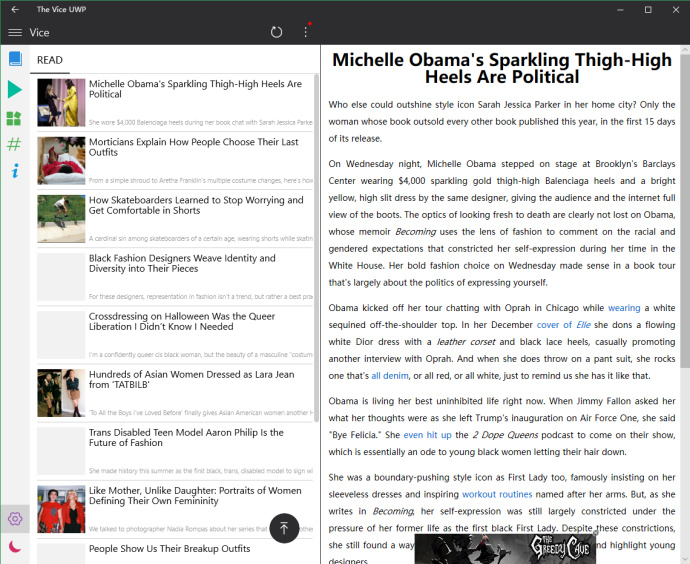 The Vice UWP
Vice
READ
Michelle Obama's Sparkling Thigh-High Heels Are
Political
She wore $4,000 Balenciaga heels during her book chat with Sarah Jessica Parke
Morticians Explain How People Choose Their Last
Outfits
From a simple shroud to Aretha Franklin's multiple costume changes, here's how
How Skateboarders Learned to Stop Worrying and
Get Comfortable in Shorts
A cardinal sin among skateboarders of a certain age, wearing shorts while skatin
Black Fashion Designers Weave Identity and
Diversity into Their Pieces
For these designers, representation in fashion isn't a trend, but rather a best pra
Crossdressing on Halloween Was the Queer
Liberation I Didn't Know I Needed
I'm a confidently queer cis black woman, but the beauty of a masculine "costum
Hundreds of Asian Women Dressed as Lara Jean
from 'TATBILB'
'To All the Boys I've Loved Before' finally gives Asian American women another H
Trans Disabled Teen Model Aaron Philip Is the
Future of Fashion
She made history this summer as the first black, trans, disabled model to sign wi
Like Mother, Unlike Daughter: Portraits of Women
Defining Their Own Femininity
We talked to photographer Nadia Rompas about her series that
People Show Us Their Breakup Outfits
Michelle Obama's Sparkling Thigh-High
Heels Are Political
Who else could outshine style icon Sarah Jessica Parker in her home city? Only the
woman whose book outsold every other book published this year, in the first 15 days
of its release.
On Wednesday night, Michelle Obama stepped on stage at Brooklyn's Barclays
Center wearing $4,000 sparkling gold thigh-high Balenciaga heels and a bright
yellow, high slit dress by the same designer, giving the audience and the internet full
view of the boots. The optics of looking fresh to death are clearly not lost on Obama,
whose memoir Becoming uses the lens of fashion to comment on the racial and
gendered expectations that constricted her self-expression during her time in the
White House. Her bold fashion choice on Wednesday made sense in a book tour
that's largely about the politics of expressing yourself.
Obama kicked off her tour chatting with Oprah in Chicago while wearing a white
sequined off-the-shoulder top. In her December cover of Elle she dons a flowing
white Dior dress with a leather corset and black lace heels, casually promoting
another interview with Oprah. And when she does throw on a pant suit, she rocks
one that's all denim, or all red, or all white, just to remind us she has it like that.
Obama is living her best uninhibited life right now. When Jimmy Fallon asked her
what her thoughts were as she left Trump's inauguration on Air Force One, she said
"Bye Felicia." She even hit up the 2 Dope Queens podcast to come on their show,
which is essentially an ode to young black women letting their hair down.
She was a boundary-pushing style icon as First Lady too, famously insisting on her
sleeveless dresses and inspiring workout routines named after her arms. But, as she
writes in Becoming, her self-expression was still largely constricted under the
pressure of her former life as the first black First Lady. Despite these constrictions,
she still found a way
nd highlight young
designers
THE
GREEDY CAVE